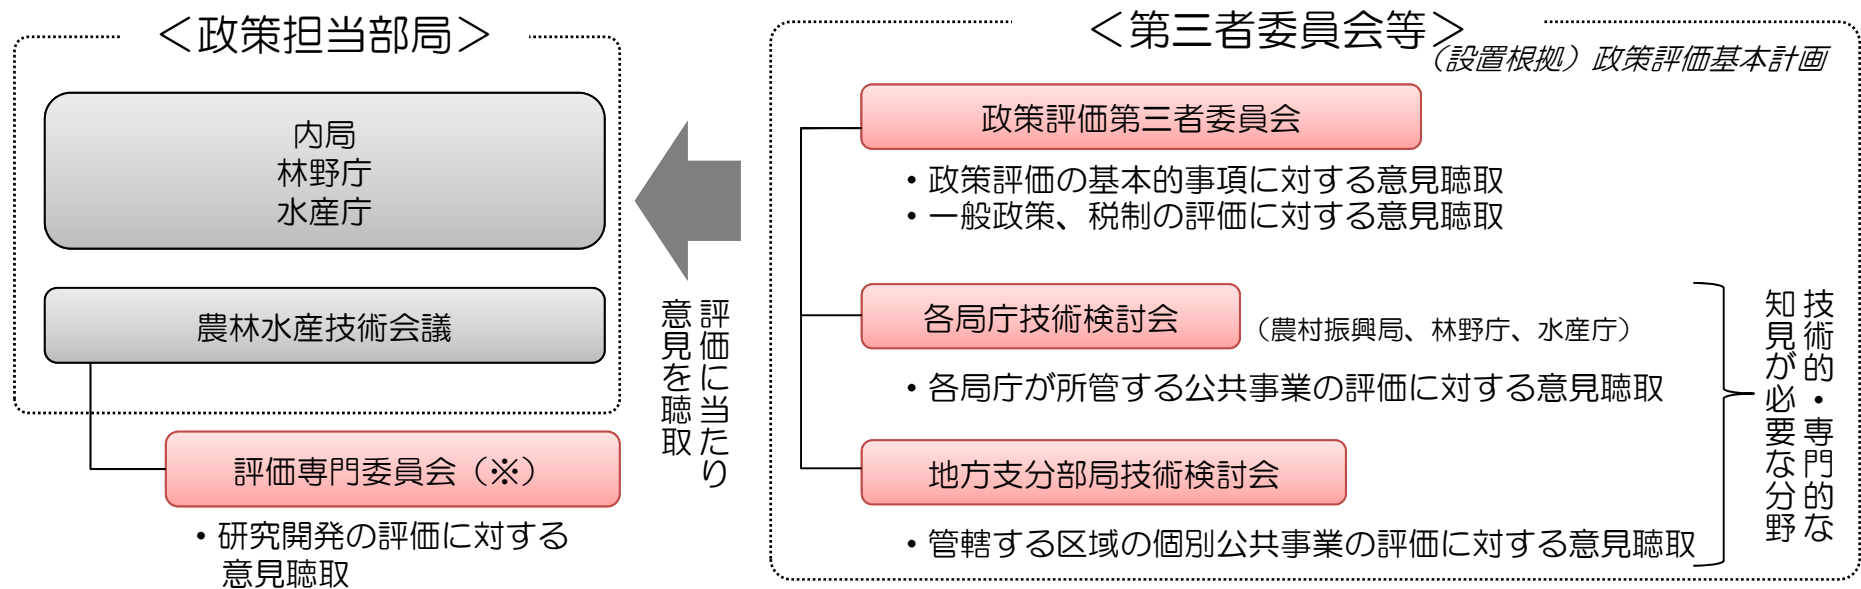 ＜政策担当部局＞
内局
林野庁
水産庁
農林水産技術会議
評価専門委員会（※）
・研究開発の評価に対する
意見聴取
評価に当たり
意見を聴取
＜第三者委員会等＞
（設置根拠）政策評価基本計画
政策評価第三者委員会
・政策評価の基本的事項に対する意見聴取
・一般政策、税制の評価に対する意見聴取
各局庁技術検討会
（農村振興局、林野庁、水産庁）
・各局庁が所管する公共事業の評価に対する意見聴取
地方支分部局技術検討会
・管轄する区域の個別公共事業の評価に対する意見聴取
技術的・専門的な
知見が必要な分野